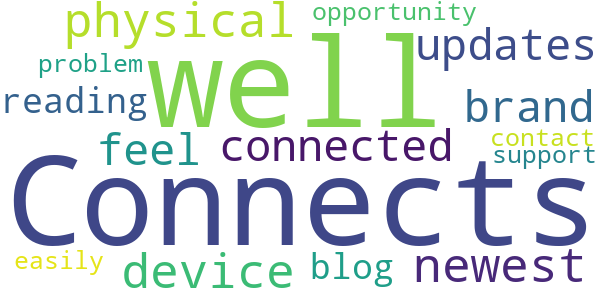 physical opportunity
well updates
problem
reading brand
feel connected contact
support
Connects
easily device blog newest